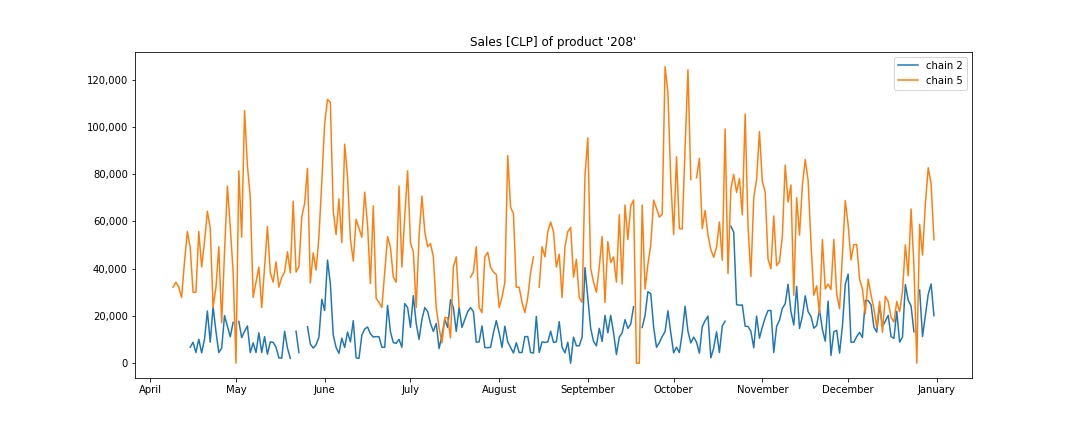 Sales [CLP] of product '208'
chain 2
chain 5
120,000
100,000
80,000
60,000
40,000
20,000
0
April May June July August September October November December January